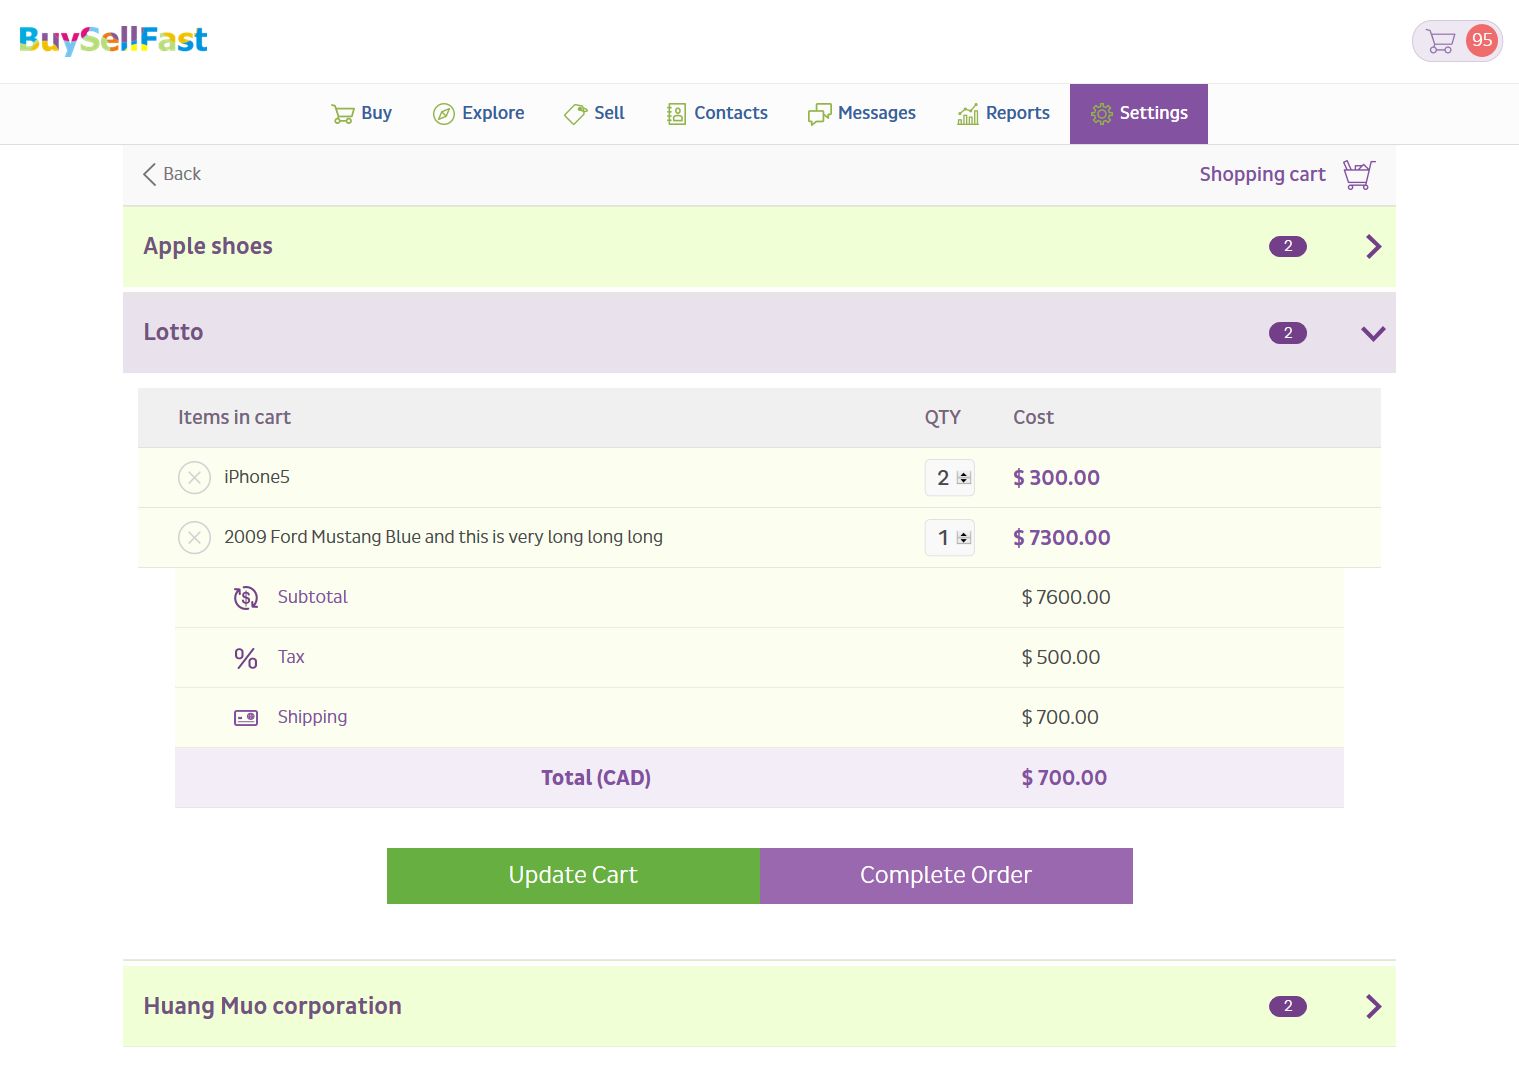 BuySellFast
95
Buy Explore Sell Contacts Messages Reports Settings
Back Shopping cart
Apple shoes 2
Lotto 2
Items in cart QTY Cost
iPhone5 2 $ 300.00
2009 Ford Mustang Blue and this is very long long long 1 $ 7300.00
Subtotal $ 7600.00
Tax $ 500.00
Shipping $ 700.00
Total (CAD) $ 700.00
Update Cart Complete Order
Huang Muo corporation 2